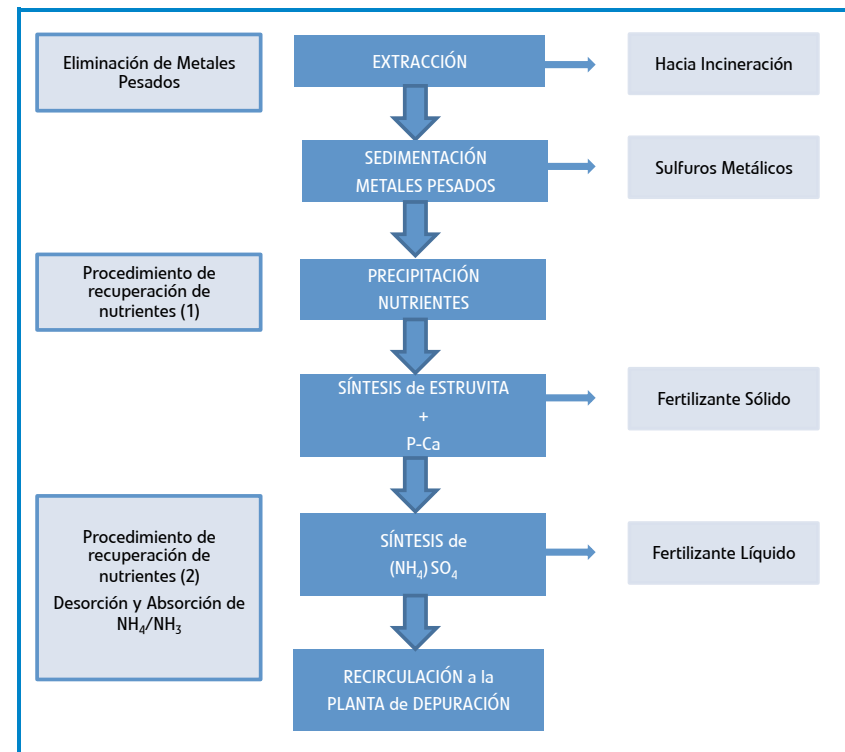 Eliminación de Metales
Pesados
EXTRACCIÓN
Hacia Incineración
SEDIMENTACIÓN
METALES PESADOS
Sulfuros Metálicos
Procedimiento de
recuperación de
nutrientes (1)
PRECIPITACIÓN
NUTRIENTES
SÍNTESIS de ESTRUVITA
+
P-Ca
Fertilizante Sólido
Procedimiento de
recuperación de
nutrientes (2)
Desorción y Absorción de
NH₄/NH₃
SÍNTESIS de
(NH₄) SO₄
Fertilizante Líquido
RECIRCULACIÓN a la
PLANTA de DEPURACIÓN